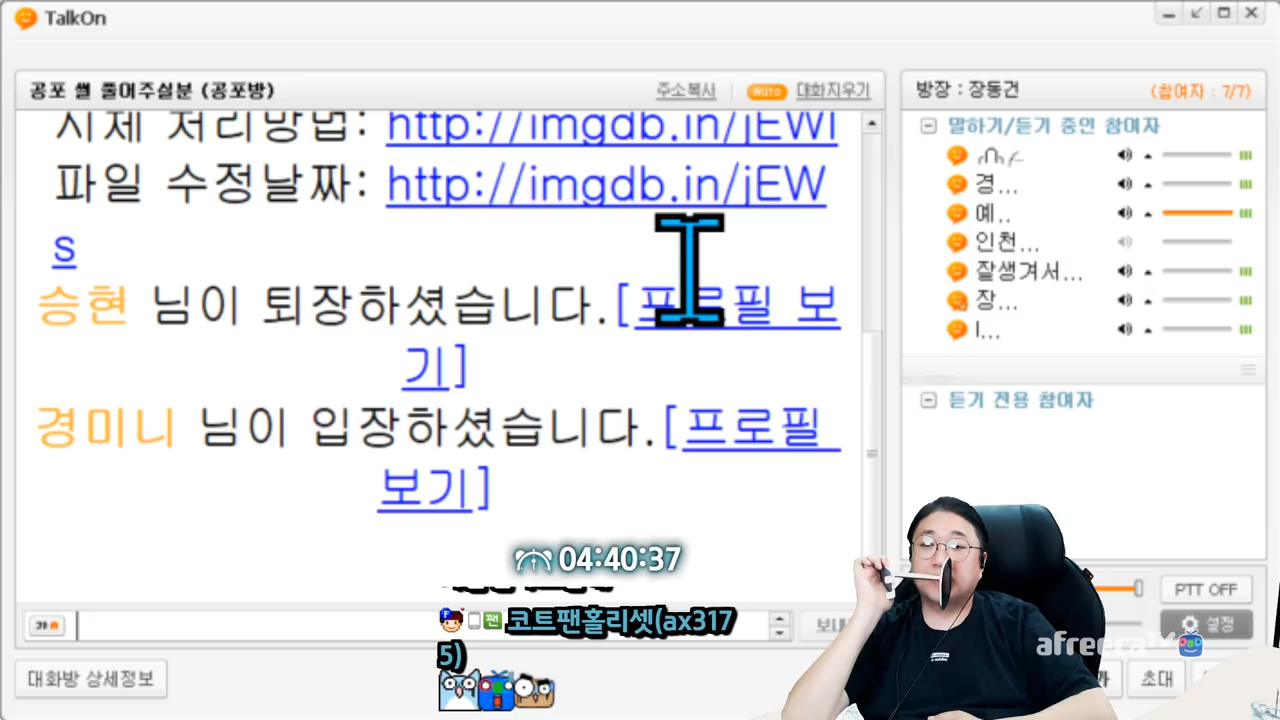 TalkOn
공포 썰 풀어주실분 (공포방)
주소복사
AUTO
대화지우기
방장 : 장동건
(참여자 : 7/7)
시체 처리방법: http://imgdb.in/jEWI
파일 수정날짜: http://imgdb.in/jEW
s
승현 님이 퇴장하셨습니다.[프로필 보
기]
경미니 님이 입장하셨습니다.[프로필
보기]
말하기/듣기 중인 참여자
경...
예..
인천...
잘생겨서...
장...
l...
듣기 전용 참여자
04:40:37
코트팬홀리셋(ax317
5)
팬
가
보내
PTT OFF
설정
afreecaTV
대화방 상세정보
초대